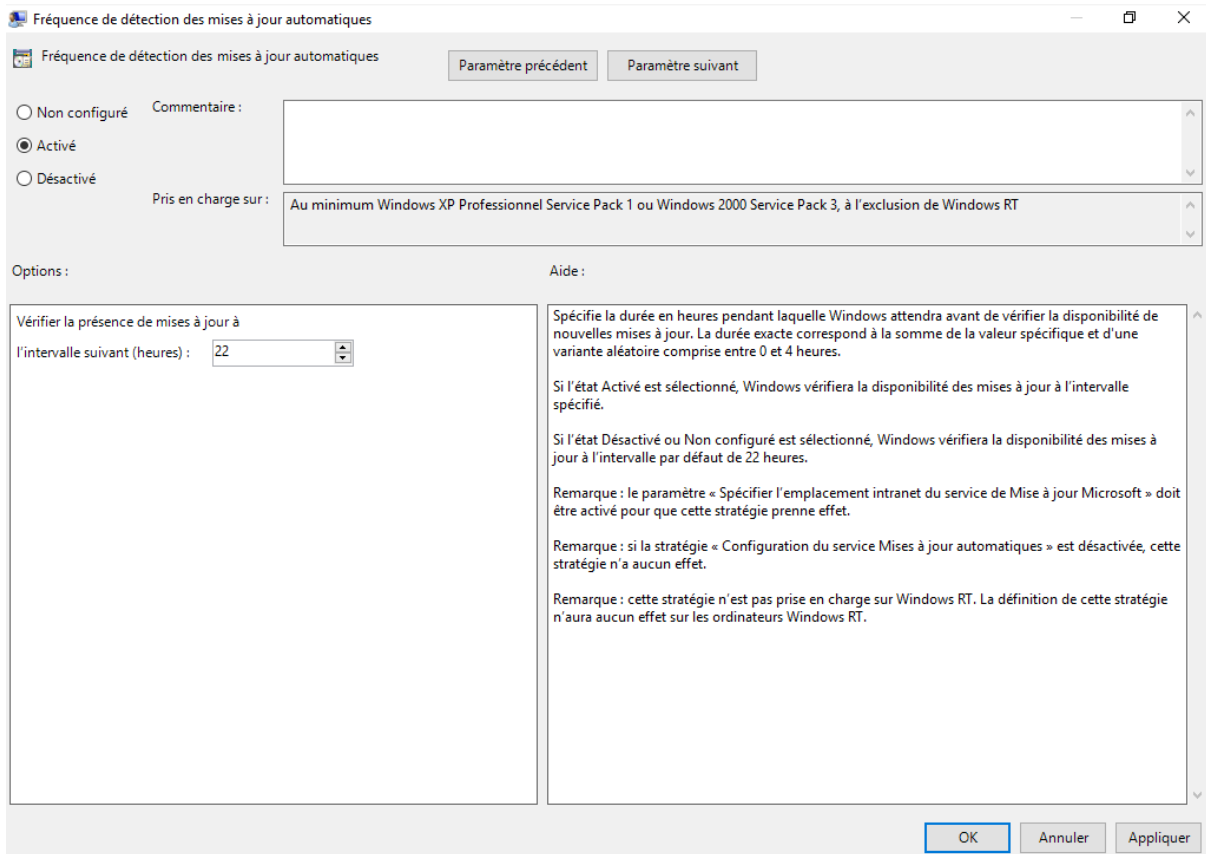 Fréquence de détection des mises à jour automatiques
Fréquence de détection des mises à jour automatiques
Paramètre précédent
Paramètre suivant
Non configuré
Activé
Désactivé
Commentaire :
Pris en charge sur :
Au minimum Windows XP Professionnel Service Pack 1 ou Windows 2000 Service Pack 3, à l'exclusion de Windows RT
Options :
Aide :
Vérifier la présence de mises à jour à
l'intervalle suivant (heures) :
22
Spécifie la durée en heures pendant laquelle Windows attendra avant de vérifier la disponibilité de
nouvelles mises à jour. La durée exacte correspond à la somme de la valeur spécifique et d'une
variante aléatoire comprise entre 0 et 4 heures.
Si l'état Activé est sélectionné, Windows vérifiera la disponibilité des mises à jour à l'intervalle
spécifié.
Si l'état Désactivé ou Non configuré est sélectionné, Windows vérifiera la disponibilité des mises à
jour à l'intervalle par défaut de 22 heures.
Remarque : le paramètre « Spécifier l'emplacement intranet du service de Mise à jour Microsoft » doit
être activé pour que cette stratégie prenne effet.
Remarque : si la stratégie « Configuration du service Mises à jour automatiques » est désactivée, cette
stratégie n'a aucun effet.
Remarque : cette stratégie n'est pas prise en charge sur Windows RT. La définition de cette stratégie
n'aura aucun effet sur les ordinateurs Windows RT.
OK
Annuler
Appliquer